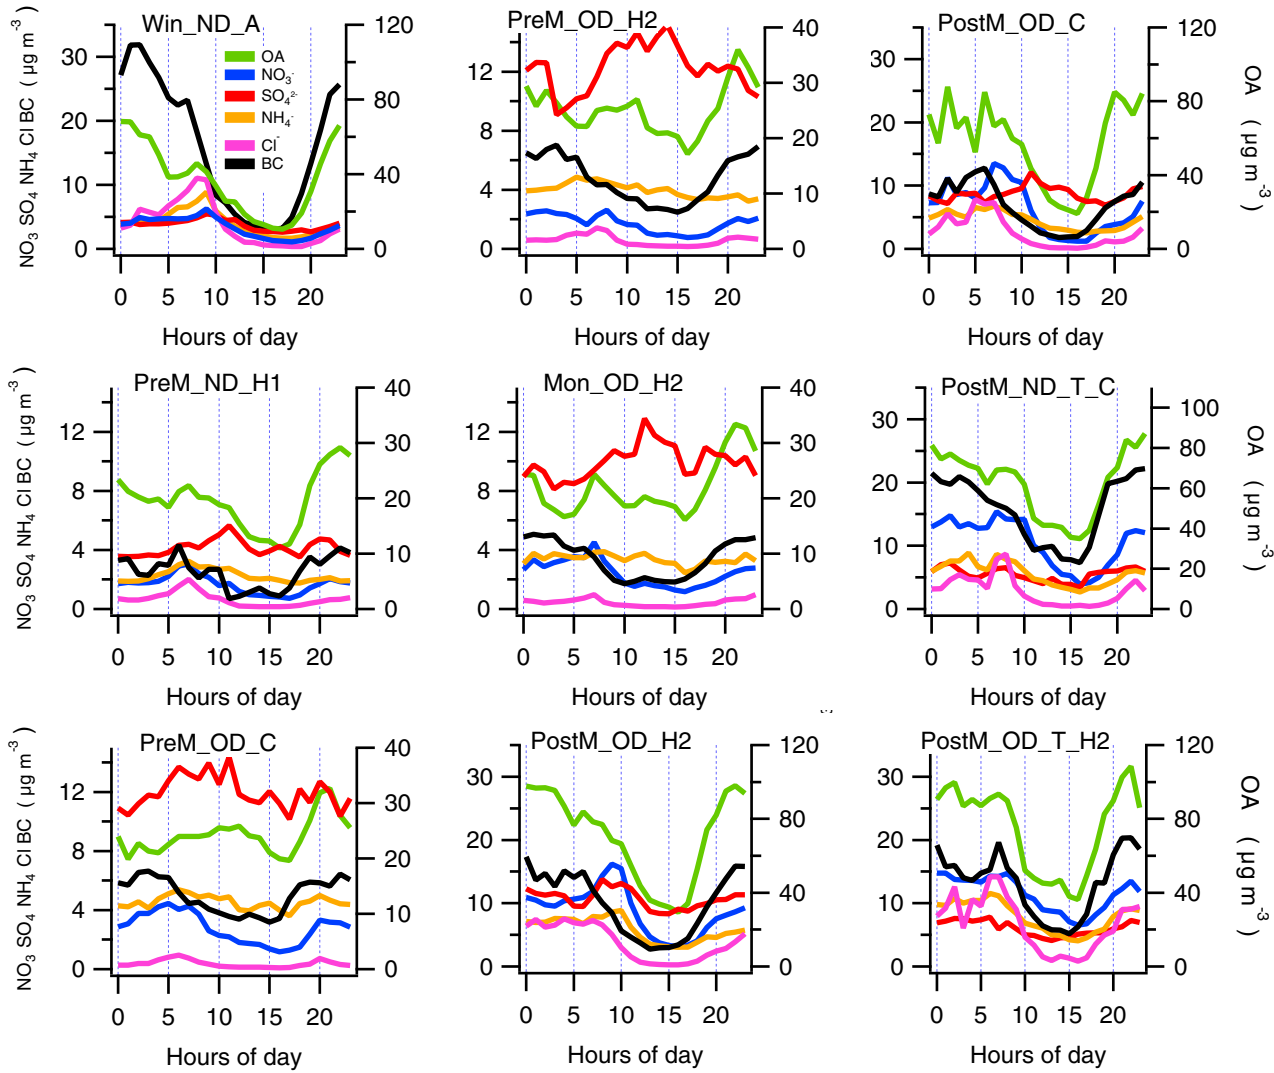 Win_ND_A
NO3 SO4 NH4 Cl BC ( μg m-3)
30
20
10
0
120
80
40
0
OA
NO3-
SO42-
NH4-
Cl-
BC
0 5 10 15 20
Hours of day
PreM_OD_H2
12
8
4
0
40
30
20
10
0
0 5 10 15 20
Hours of day
PostM_OD_C
30
20
10
0
120
80
40
0
OA ( μg m-3)
0 5 10 15 20
Hours of day
PreM_ND_H1
NO3 SO4 NH4 Cl BC ( μg m-3)
12
8
4
0
40
30
20
10
0
0 5 10 15 20
Hours of day
Mon_OD_H2
12
8
4
0
40
30
20
10
0
0 5 10 15 20
Hours of day
PostM_ND_T_C
30
20
10
0
100
80
60
40
20
0
OA ( μg m-3)
0 5 10 15 20
Hours of day
PreM_OD_C
NO3 SO4 NH4 Cl BC ( μg m-3)
12
8
4
0
40
30
20
10
0
0 5 10 15 20
Hours of day
PostM_OD_H2
30
20
10
0
120
80
40
0
0 5 10 15 20
Hours of day
PostM_OD_T_H2
30
20
10
0
120
80
40
0
OA ( μg m-3)
0 5 10 15 20
Hours of day